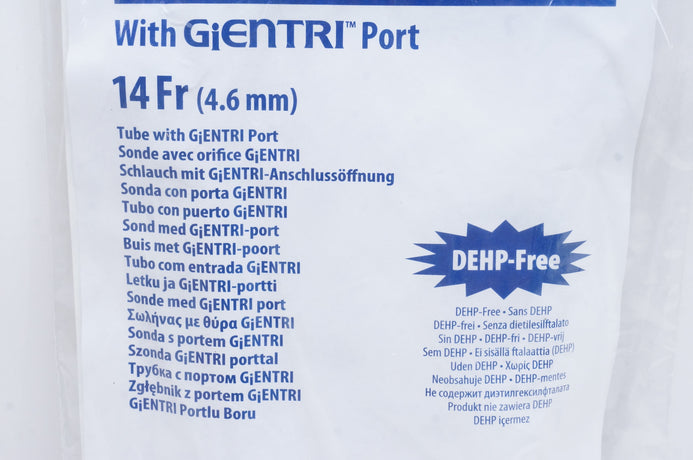 With GiENTRI™ Port
14 Fr (4.6 mm)
Tube with GiENTRI Port
Sonde avec orifice GiENTRI
Schlauch mit GiENTRI-Anschlussöffnung
Sonda con porta GiENTRI
Tubo con puerto GiENTRI
Sond med GiENTRI-port
Buis met GiENTRI-poort
Tubo com entrada GiENTRI
Letku ja GiENTRI-portti
Sonde med GiENTRI port
Σωλήνας με θύρα GiENTRI
Sonda s portem GiENTRI
Szonda GiENTRI porttal
Трубка с портом GiENTRI
Zgłębnik z portem GiENTRI
GiENTRI Portlu Boru
DEHP-Free
DEHP-Free • Sans DEHP
DEHP-frei • Senza dietilesilftalato
Sin DEHP • DEHP-fri • DEHP-vrij
Sem DEHP • Ei sisällä ftalaattia (DEHP)
Uden DEHP • Χωρίς DEHP
Neobsahuje DEHP • DEHP-mentes
Не содержит диэтилгексилфталата
Produkt nie zawiera DEHP
DEHP içermez